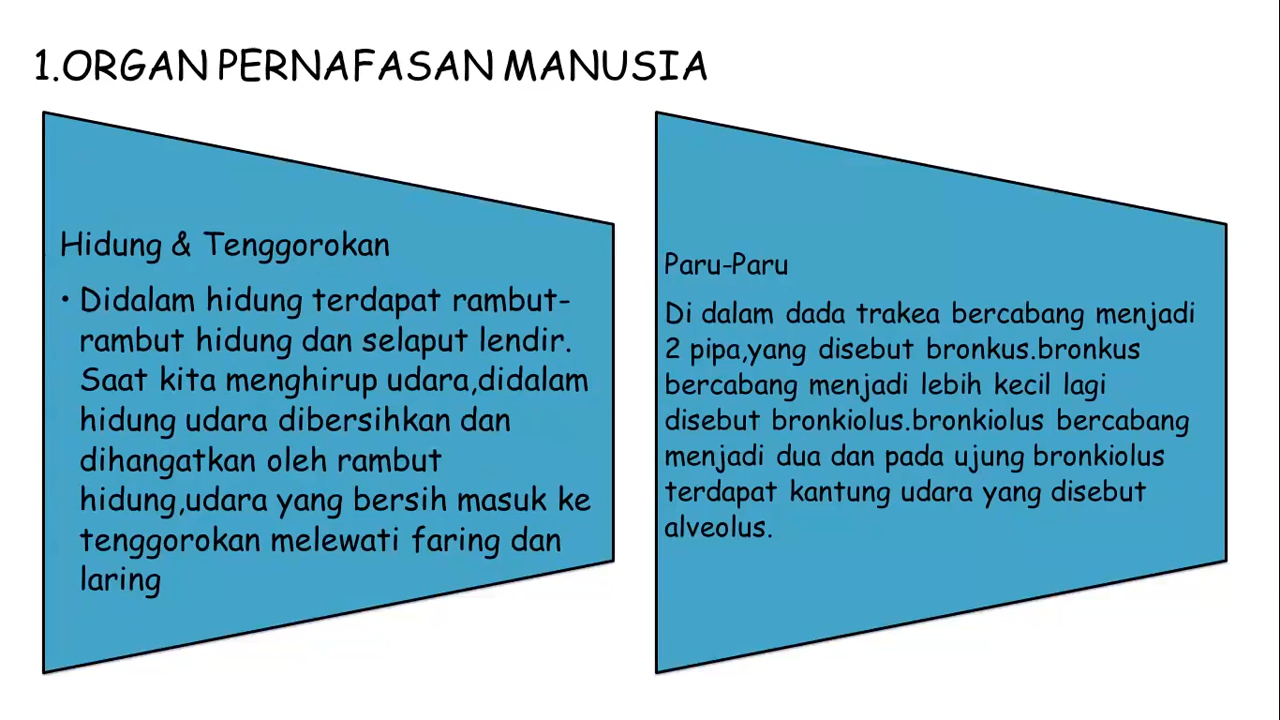 1.ORGAN PERNAFASAN MANUSIA
Hidung & Tenggorokan
• Didalam hidung terdapat rambut-
rambut hidung dan selaput lendir.
Saat kita menghirup udara,didalam
hidung udara dibersihkan dan
dihangatkan oleh rambut
hidung,udara yang bersih masuk ke
tenggorokan melewati faring dan
laring
Paru-Paru
Di dalam dada trakea bercabang menjadi
2 pipa,yang disebut bronkus.bronkus
bercabang menjadi lebih kecil lagi
disebut bronkiolus.bronkiolus bercabang
menjadi dua dan pada ujung bronkiolus
terdapat kantung udara yang disebut
alveolus.